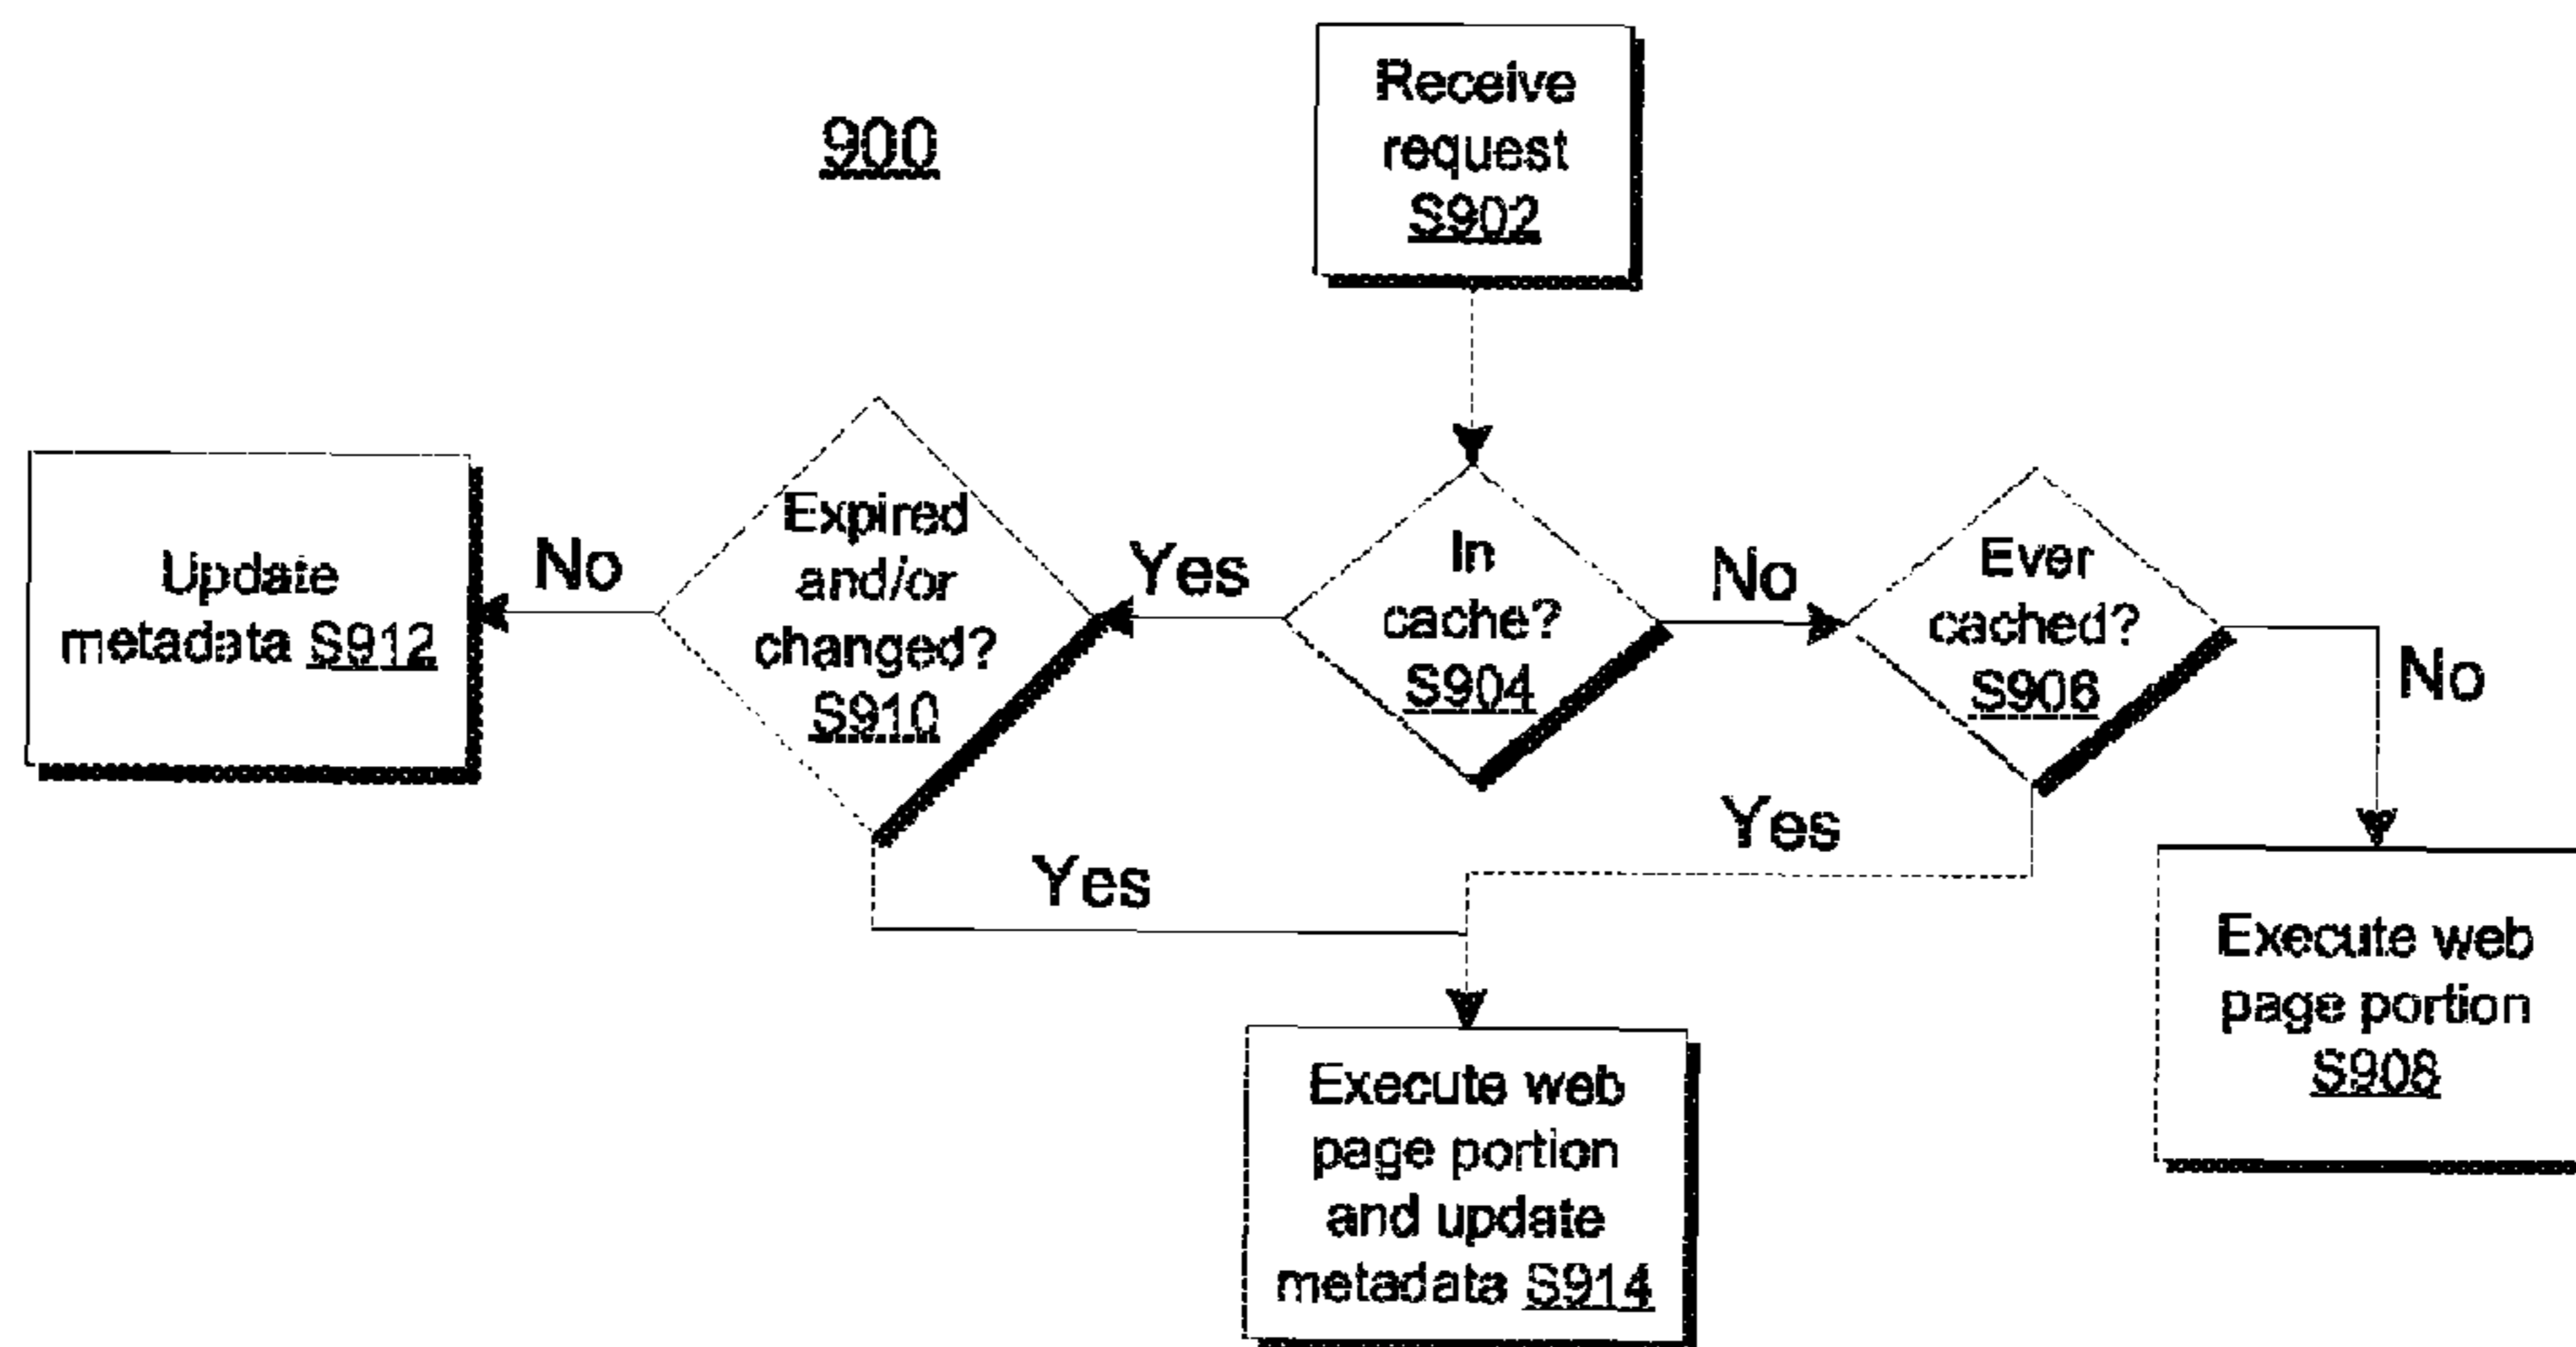 900
Receive
request
S902
Update
metadata S912
No
Expired
and/or
changed?
S910
Yes
In
cache?
S904
No
Ever
cached?
S906
No
Yes
Yes
Execute web
page portion
S908
Execute web
page portion
and update
metadata S914